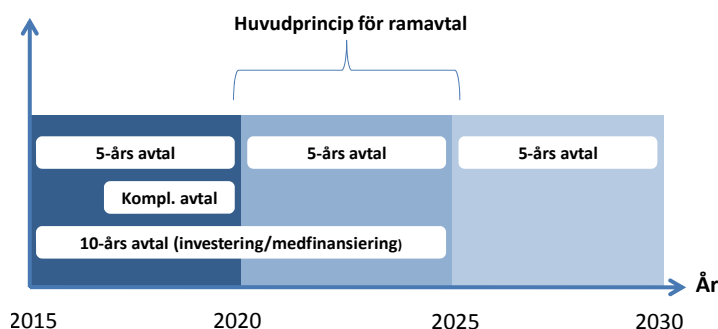 Huvudprincip för ramavtal
5-års avtal
5-års avtal
5-års avtal
Kompl. avtal
10-års avtal (investering/medfinansiering)
År
2015
2020
2025
2030